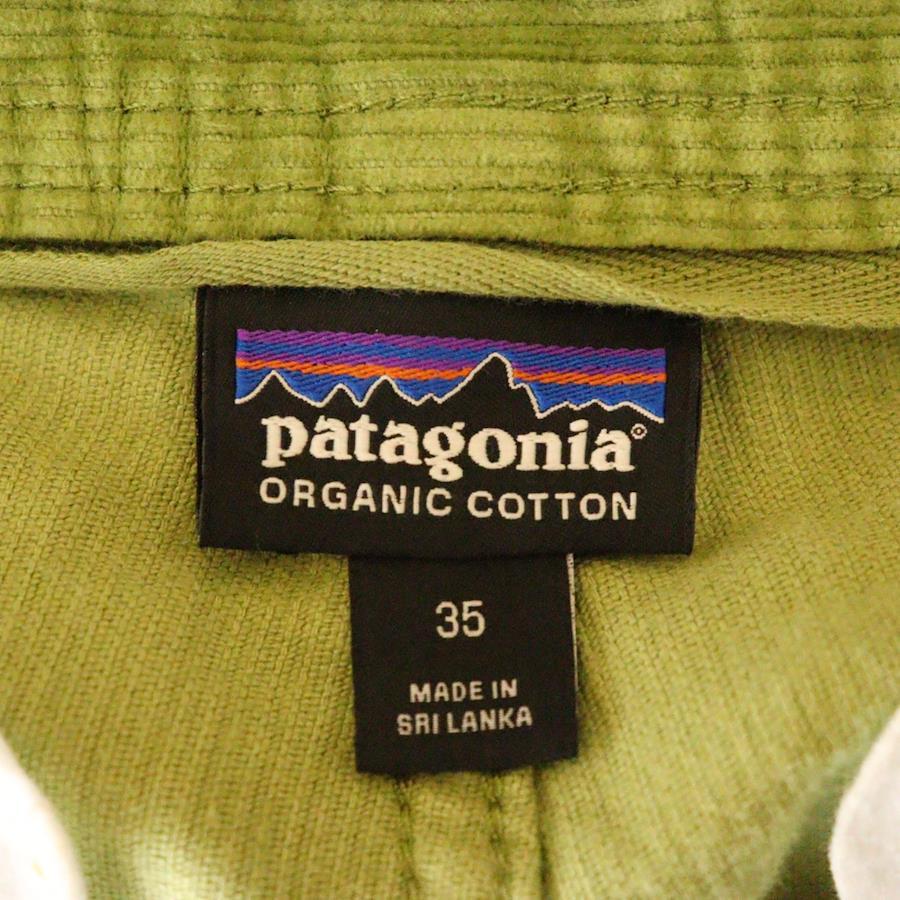 patagonia®
ORGANIC COTTON
35
MADE IN
SRI LANKA